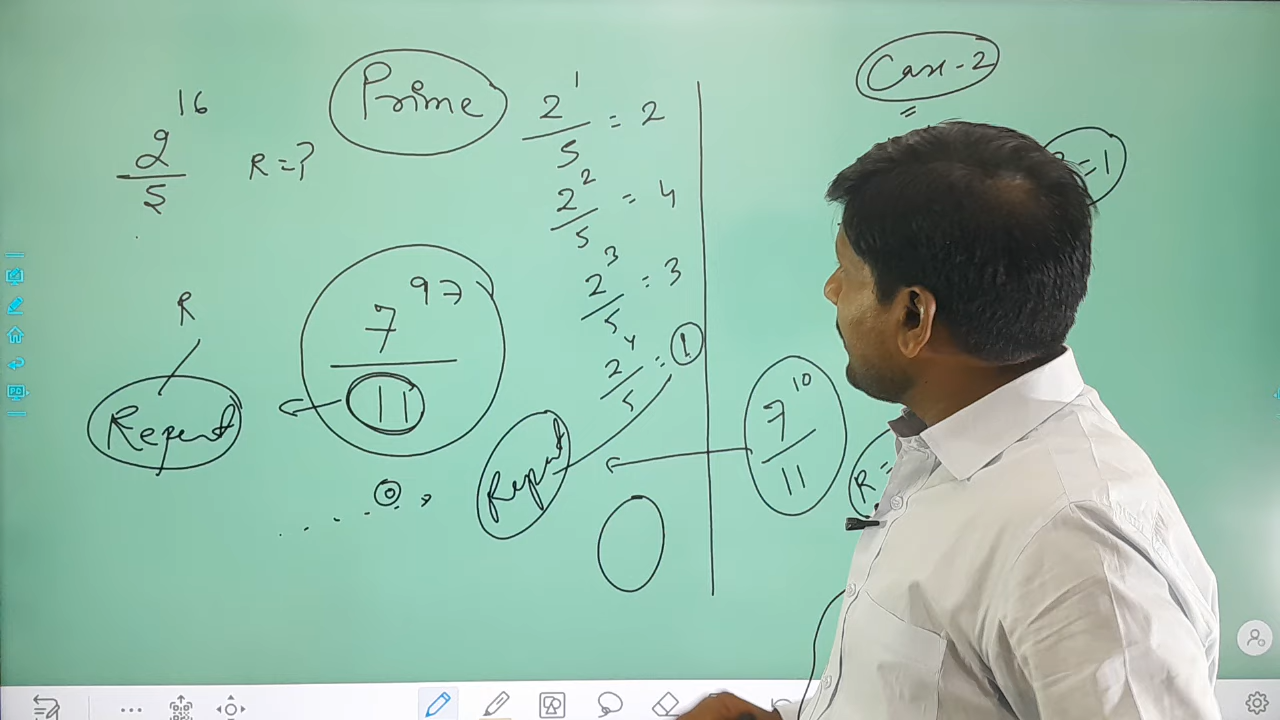 2^16/5 R=?
Prime
2^1/5 = 2
2^2/5 = 4
2^3/5 = 3
2^4/5 = 1
R
Repeat
7^97/11
Repeat
Case-2
=1
7^10/11
R=